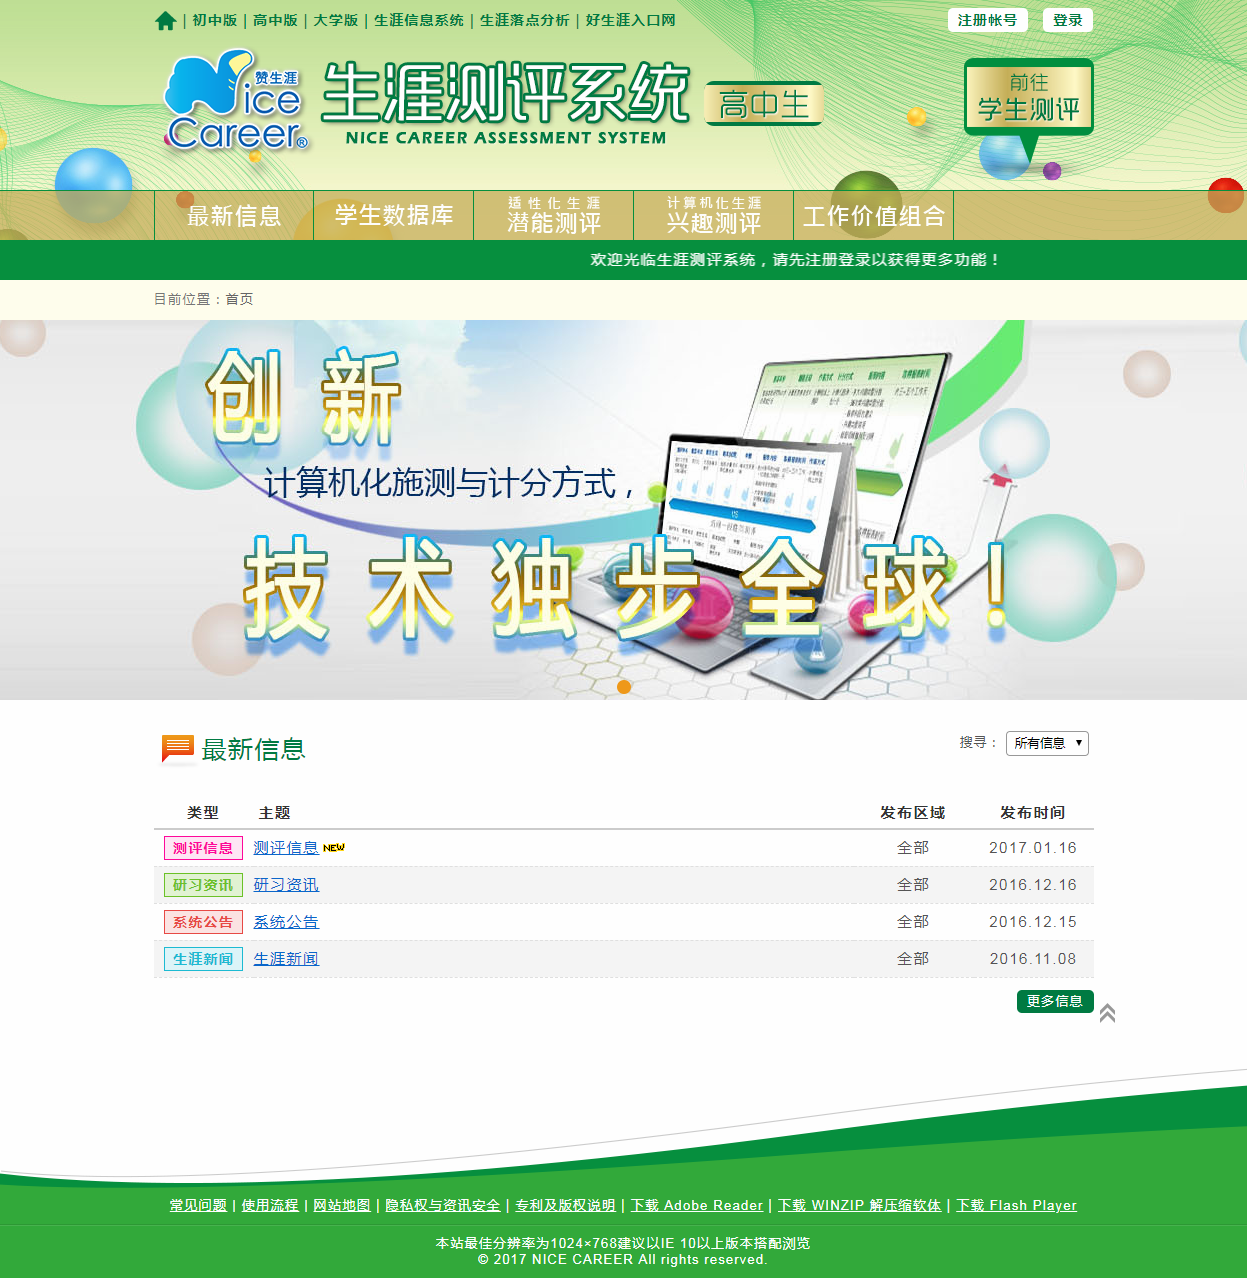 | 初中版 | 高中版 | 大学版 | 生涯信息系统 | 生涯落点分析 | 好生涯入口网
注册帐号 登录
赞生涯
Nice
Career®
生涯测评系统
NICE CAREER ASSESSMENT SYSTEM
高中生
前往
学生测评
最新信息
学生数据库
适性化生涯
潜能测评
计算机化生涯
兴趣测评
工作价值组合
欢迎光临生涯测评系统，请先注册登录以获得更多功能！
目前位置：首页
创新
计算机化施测与计分方式，
VS
技术独步全球！
最新信息
搜寻： 所有信息
类型 主题 发布区域 发布时间
测评信息 测评信息 NEW 全部 2017.01.16
研习资讯 研习资讯 全部 2016.12.16
系统公告 系统公告 全部 2016.12.15
生涯新闻 生涯新闻 全部 2016.11.08
更多信息
常见问题 | 使用流程 | 网站地图 | 隐私权与资讯安全 | 专利及版权说明 | 下载 Adobe Reader | 下载 WINZIP 解压缩软体 | 下载 Flash Player
本站最佳分辨率为1024×768建议以IE 10以上版本搭配浏览
© 2017 NICE CAREER All rights reserved.